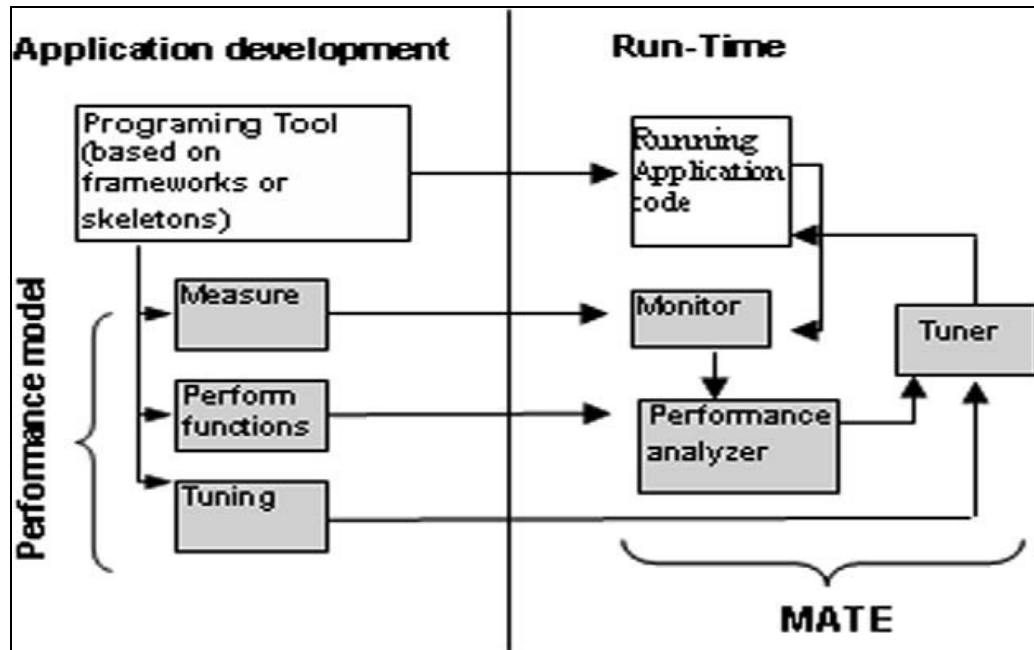 Application development
Run-Time
Programing Tool
(based on
frameworks or
skeletons)
Running
Application
code
Performance model
Measure
Monitor
Tuner
Perform
functions
Performance
analyzer
Tuning
MATE